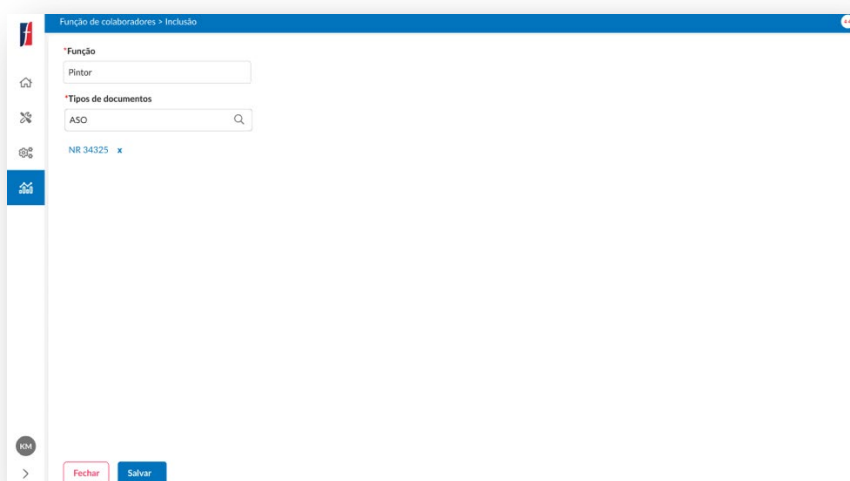 Função de colaboradores > Inclusão
*Função
Pintor
*Tipos de documentos
ASO
NR 34325 x
KM
Fechar
Salvar